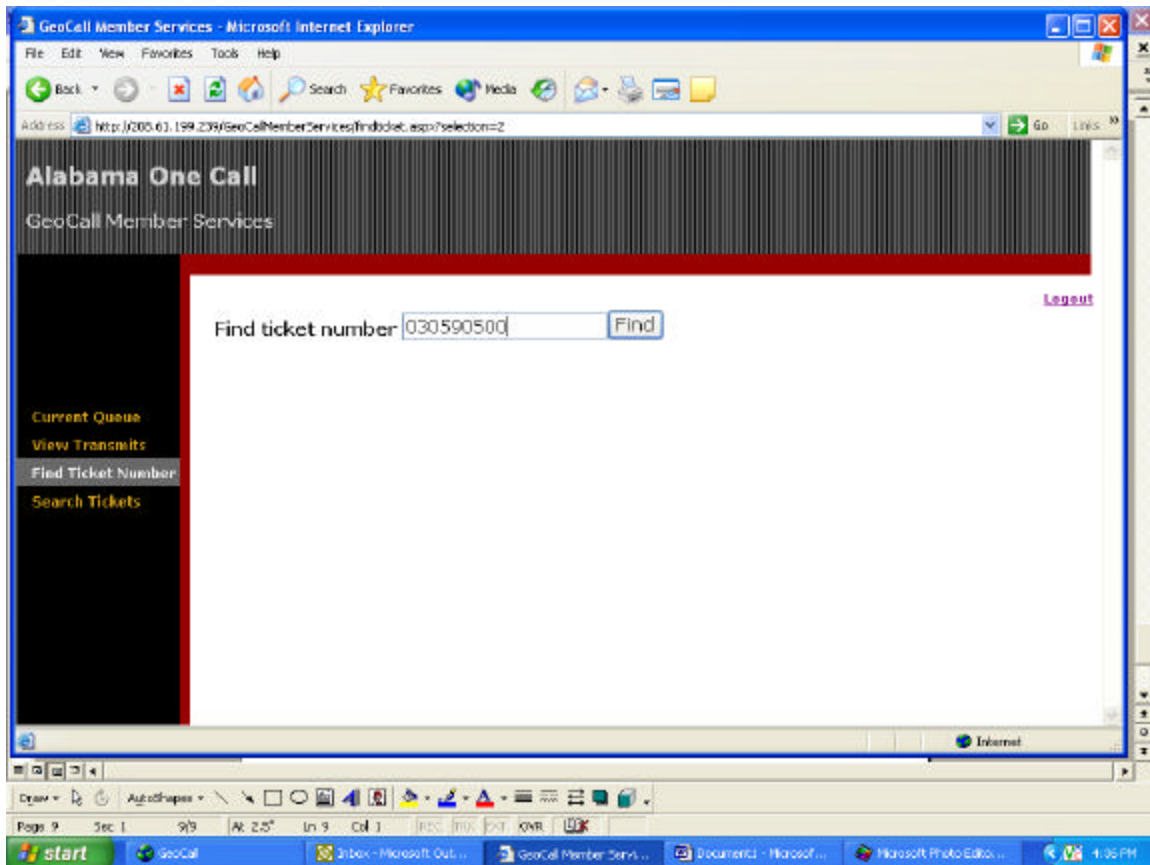 GeoCall Member Services - Microsoft Internet Explorer
File Edit View Favorites Tools Help
Back Search Favorites Media
Address http://208.61.199.239/GeoCallMemberServices/findticket.aspx?selection=2 Go Links
Alabama One Call
GeoCall Member Services
Logout
Find ticket number 030590500 Find
Current Queue
View Transmits
Find Ticket Number
Search Tickets
Internet
Draw AutoShapes
Page 9 Sec 1 9/9 At 2.5" Ln 9 Col 1 REC TRK EXT OVR
start GeoCall Inbox - Microsoft Out... GeoCall Member Servi... Document1 - Microsof... Microsoft Photo Edito... 4:06 PM